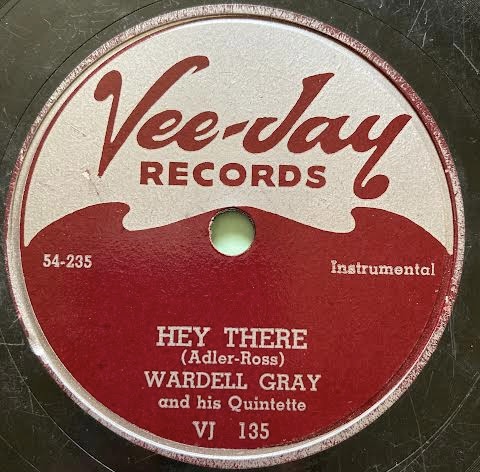 Vee-Jay
RECORDS
54-235
Instrumental
HEY THERE
(Adler-Ross)
WARDELL GRAY
and his Quintette
VJ 135